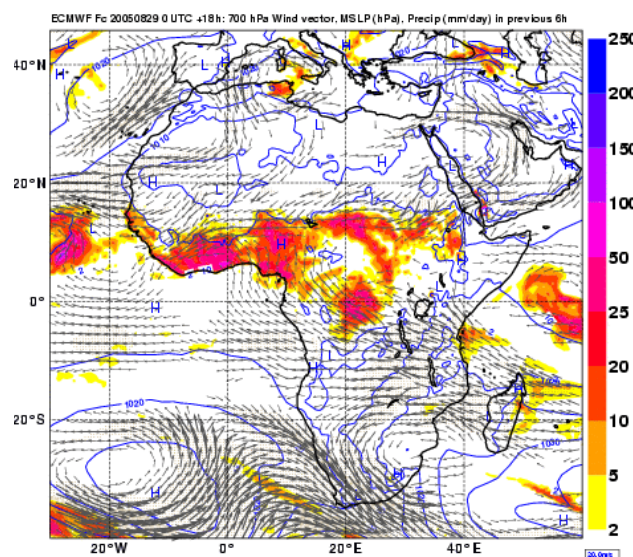 ECMWF Fc 20050829 0 UTC +18h: 700 hPa Wind vector, MSLP(hPa), Precip (mm/day) in previous 6h
250
200
150
100
50
25
20
10
5
2
40°N
20°N
0°
20°S
20°W
0°
20°E
40°E
1020
1010
1020
1020
L
L
L
L
L
H
H
H
H
H
H
H
20.0m/s